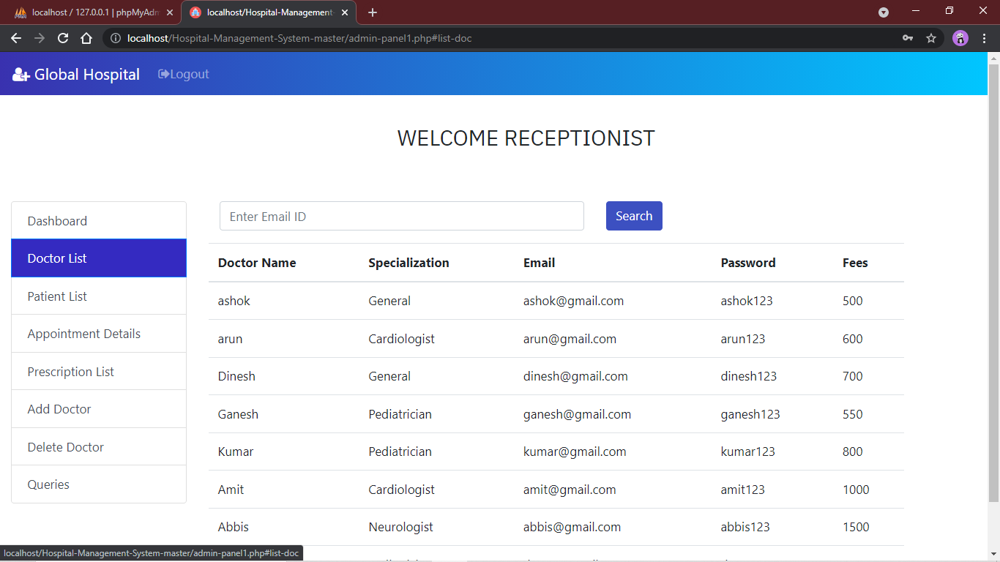 localhost / 127.0.0.1 | phpMyAdm
localhost/Hospital-Management-
localhost/Hospital-Management-System-master/admin-panel1.php#list-doc
Global Hospital Logout
WELCOME RECEPTIONIST
Enter Email ID Search
Dashboard
Doctor List
Patient List
Appointment Details
Prescription List
Add Doctor
Delete Doctor
Queries
Doctor Name Specialization Email Password Fees
ashok General ashok@gmail.com ashok123 500
arun Cardiologist arun@gmail.com arun123 600
Dinesh General dinesh@gmail.com dinesh123 700
Ganesh Pediatrician ganesh@gmail.com ganesh123 550
Kumar Pediatrician kumar@gmail.com kumar123 800
Amit Cardiologist amit@gmail.com amit123 1000
Abbis Neurologist abbis@gmail.com abbis123 1500
localhost/Hospital-Management-System-master/admin-panel1.php#list-doc